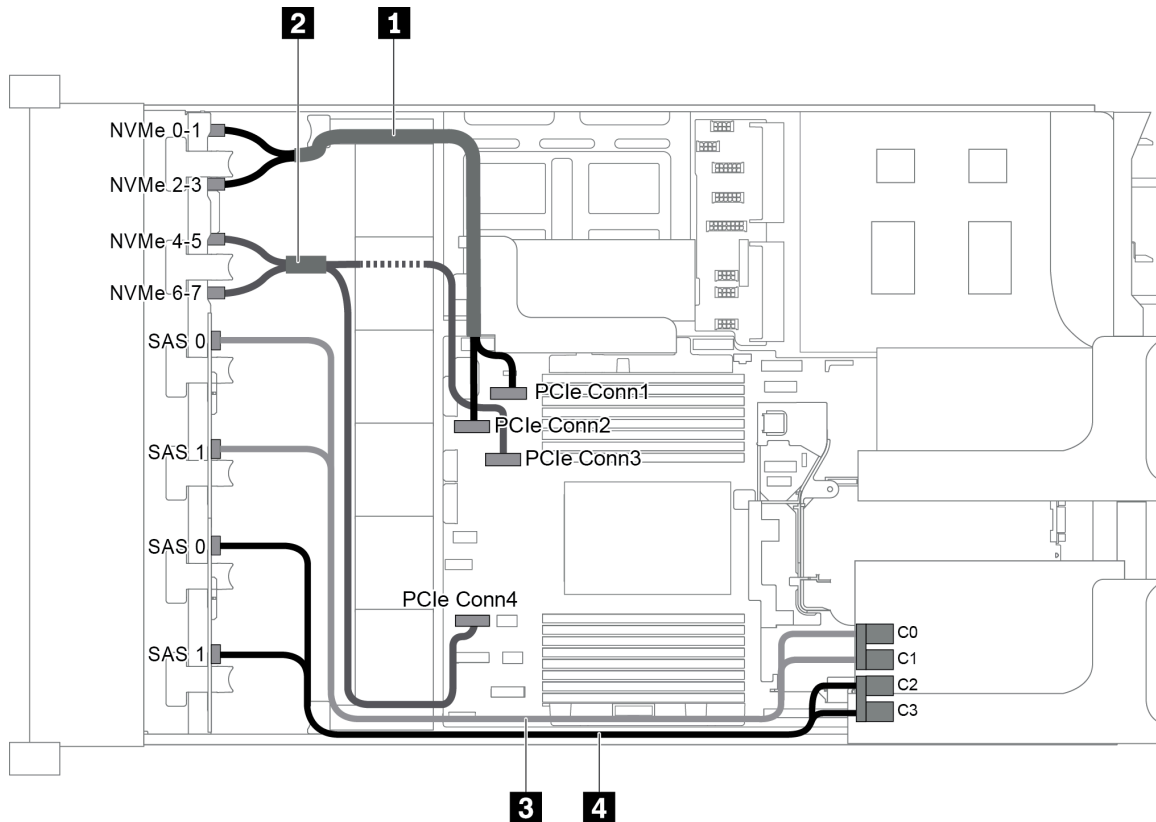 2 1
NVMe 0-1
NVMe 2-3
NVMe 4-5
NVMe 6-7
SAS 0
PCIe Conn1
PCIe Conn2
SAS 1
PCIe Conn3
SAS 0
PCIe Conn4
C0
SAS 1
C1
C2
C3
3 4